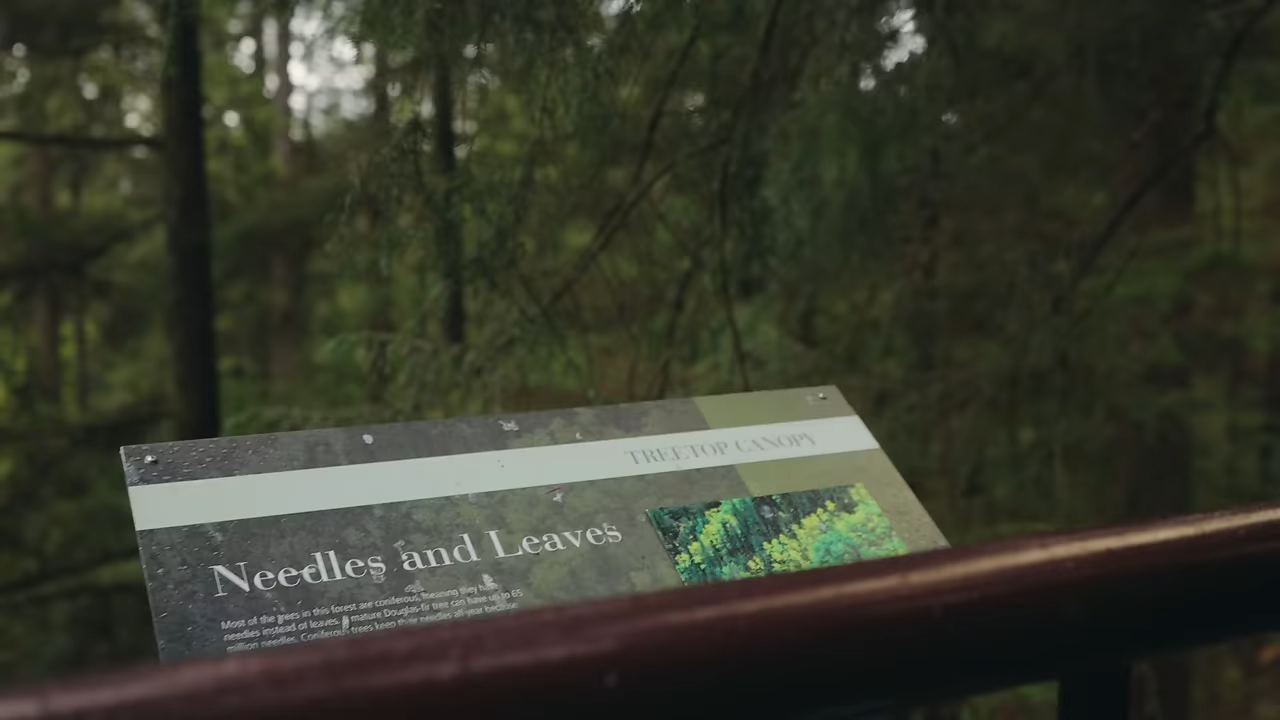 TREETOP CANOPY
Needles and Leaves
Most of the trees in this forest are coniferous, meaning they have
needles instead of leaves. A mature Douglas-fir tree can have up to 65
million needles. Coniferous trees keep their needles all year because